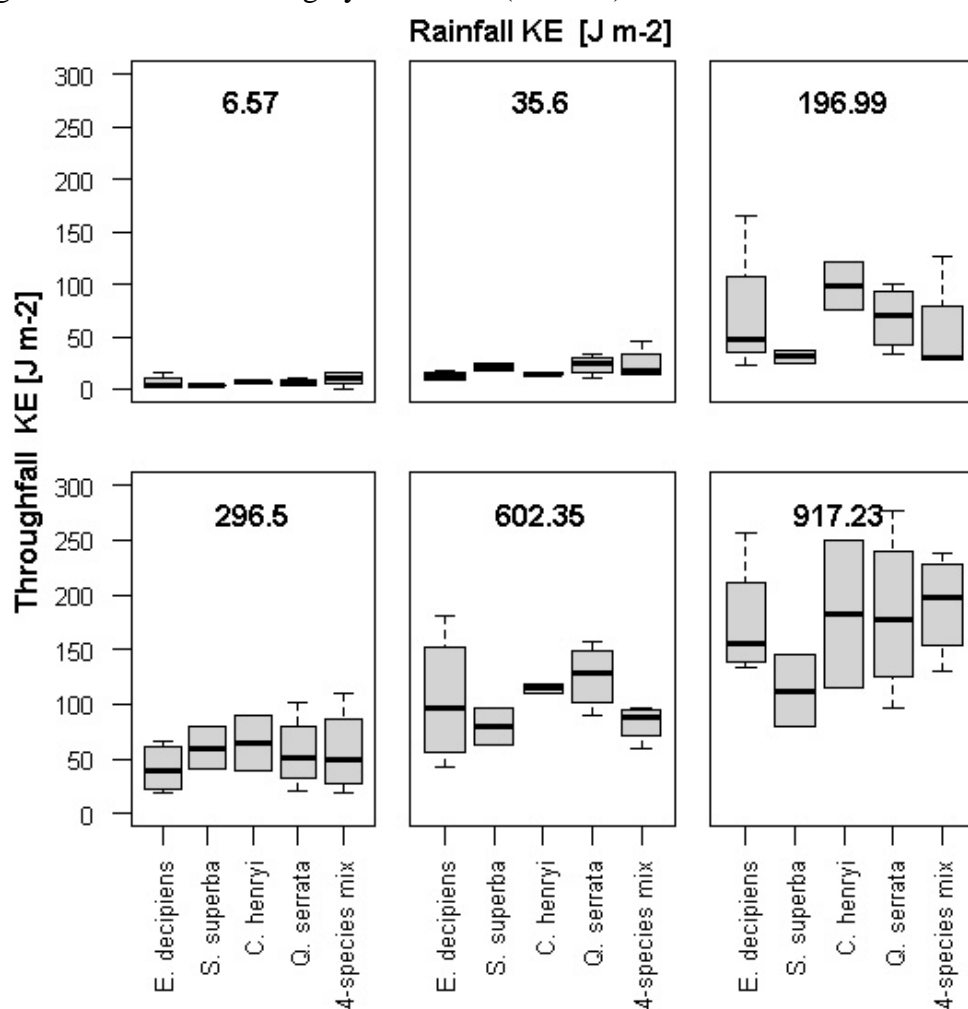 Rainfall KE [J m-2]
Throughfall KE [J m-2]
6.57
35.6
196.99
300
250
200
150
100
50
0
296.5
602.35
917.23
300
250
200
150
100
50
0
E. decipiens
S. superba
C. henryi
Q. serrata
4-species mix
E. decipiens
S. superba
C. henryi
Q. serrata
4-species mix
E. decipiens
S. superba
C. henryi
Q. serrata
4-species mix